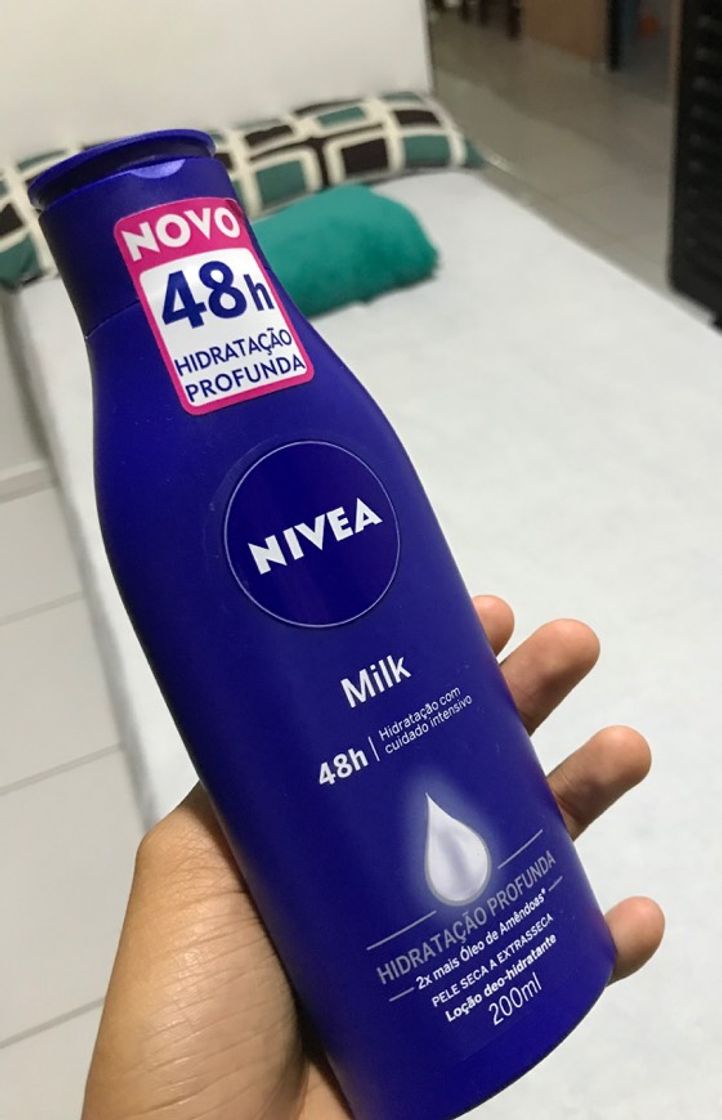 NOVO
48h
HIDRATAÇÃO
PROFUNDA
NIVEA
Milk
48h
Hidratação com
cuidado intensivo
HIDRATAÇÃO PROFUNDA
2x mais Óleo de Amêndoas*
PELE SECA A EXTRASSECA
Loção deo-hidratante
200ml